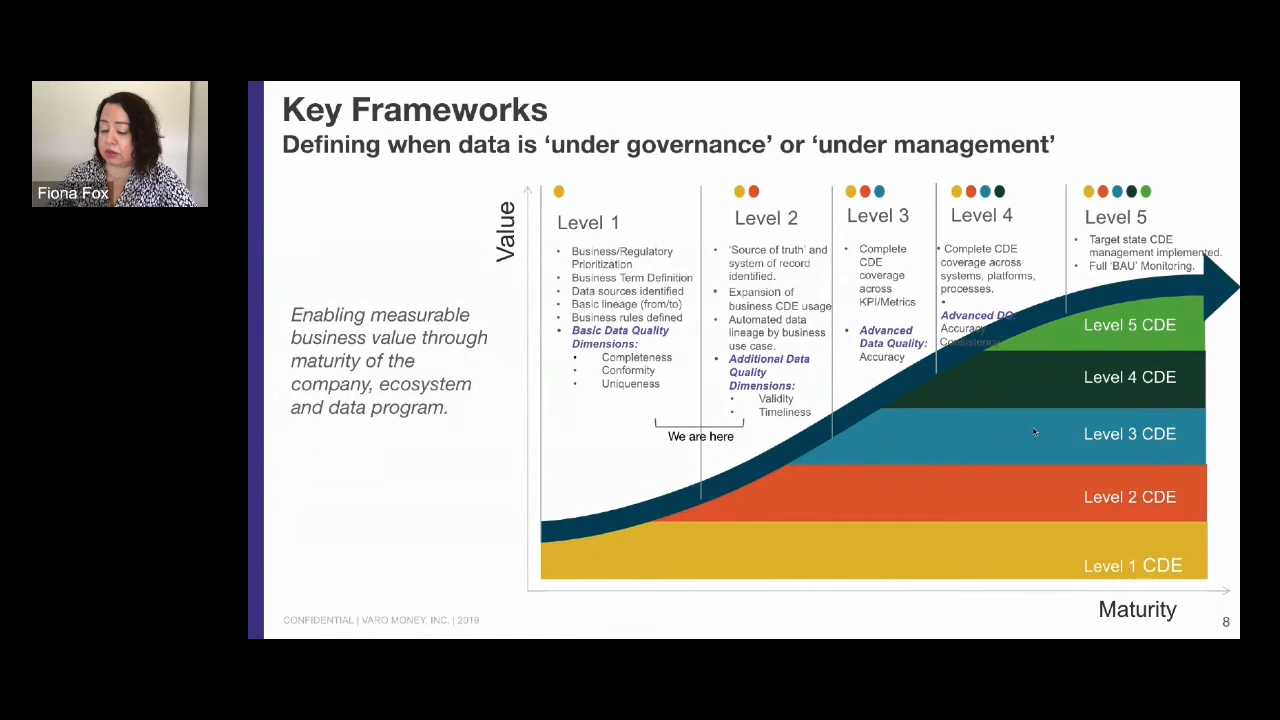 Fiona Fox
Key Frameworks
Defining when data is ‘under governance’ or ‘under management’
Enabling measurable
business value through
maturity of the
company, ecosystem
and data program.
Value
Level 1
• Business/Regulatory
Prioritization
• Business Term Definition
• Data sources identified
• Basic lineage (from/to)
• Business rules defined
• Basic Data Quality
Dimensions:
• Completeness
• Conformity
• Uniqueness
Level 2
• ‘Source of truth’ and
system of record
identified.
• Expansion of
business CDE usage
• Automated data
lineage by business
use case.
• Additional Data
Quality
Dimensions:
• Validity
• Timeliness
We are here
Level 3
• Complete
CDE
coverage
across
KPI/Metrics
• Advanced
Data Quality:
Accuracy
Level 4
• Complete CDE
coverage across
systems, platforms,
processes.
•
Advanced DQ:
Accuracy
Consistency
Level 5
• Target state CDE
management implemented.
• Full ‘BAU’ Monitoring.
Level 5 CDE
Level 4 CDE
Level 3 CDE
Level 2 CDE
Level 1 CDE
Maturity
CONFIDENTIAL | VARO MONEY, INC. | 2019
8